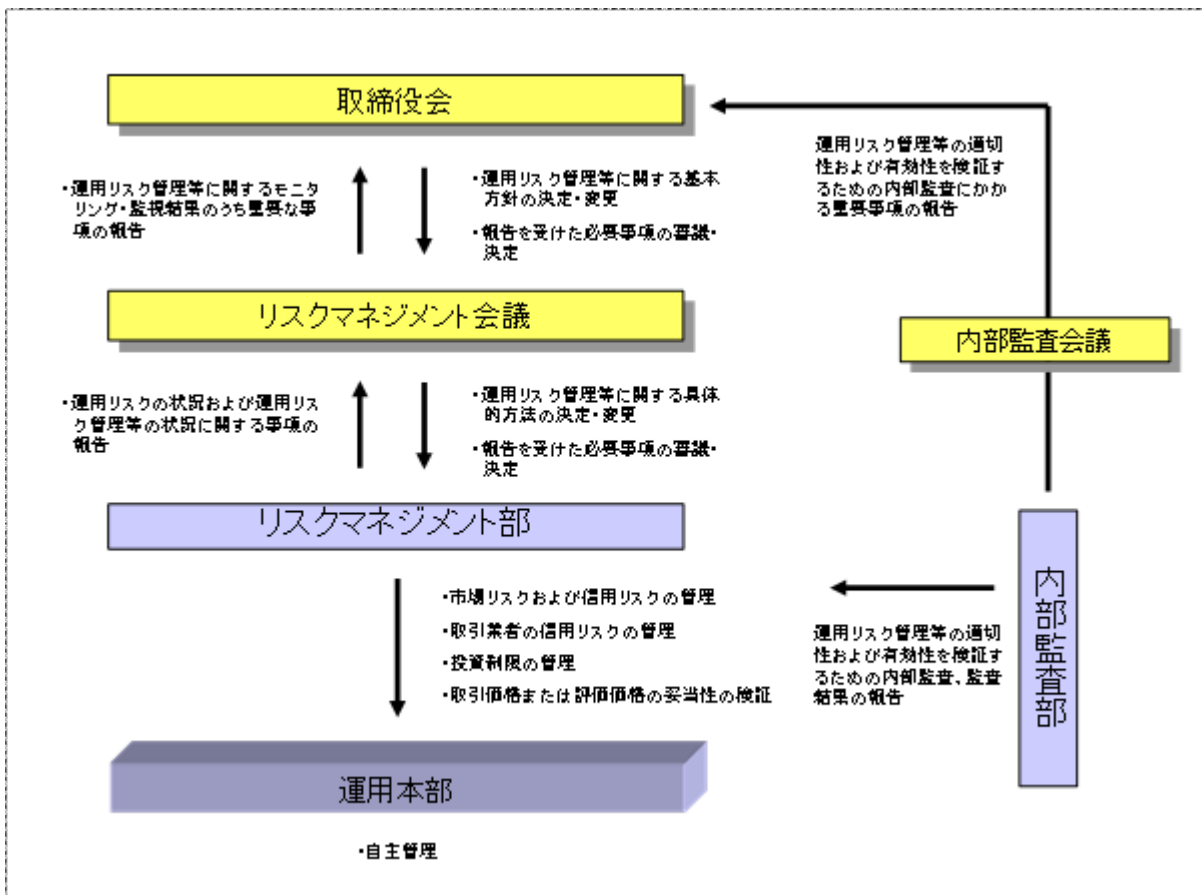 取締役会
・運用リスク管理等に関するモニ
タリング・監視結果のうち重要な事
項の報告
・運用リスク管理等に関する基本
方針の決定・変更
・報告を受けた必要事項の審議・
決定
運用リスク管理等の適切
性および有効性を検証す
るための内部監査にかか
る重要事項の報告
リスクマネジメント会議
内部監査会議
・運用リスクの状況および運用リス
ク管理等の状況に関する事項の
報告
・運用リスク管理等に関する具体
的方法の決定・変更
・報告を受けた必要事項の審議・
決定
リスクマネジメント部
内部監査部
・市場リスクおよび信用リスクの管理
・取引業者の信用リスクの管理
・投資制限の管理
・取引価格または評価価格の妥当性の検証
運用リスク管理等の適切
性および有効性を検証す
るための内部監査、監査
結果の報告
運用本部
・自主管理